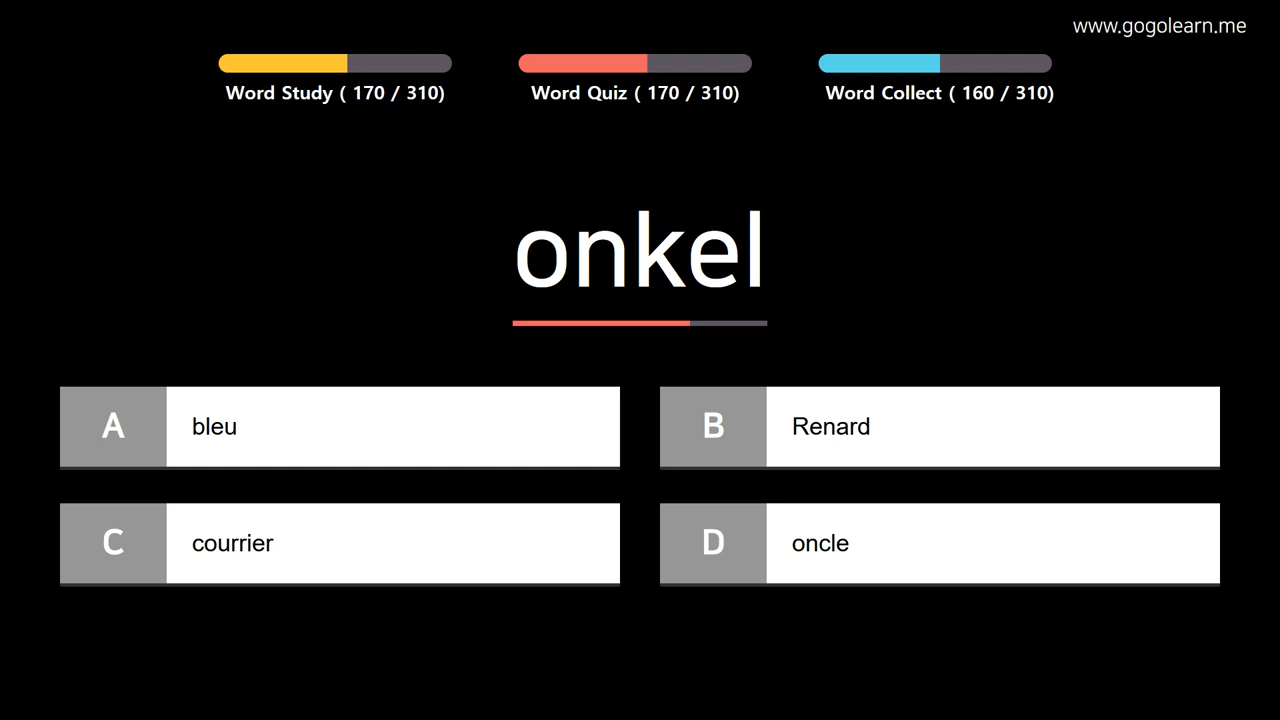 www.gogolearn.me
Word Study ( 170 / 310)
Word Quiz ( 170 / 310)
Word Collect ( 160 / 310)
onkel
A bleu
B Renard
C courrier
D oncle